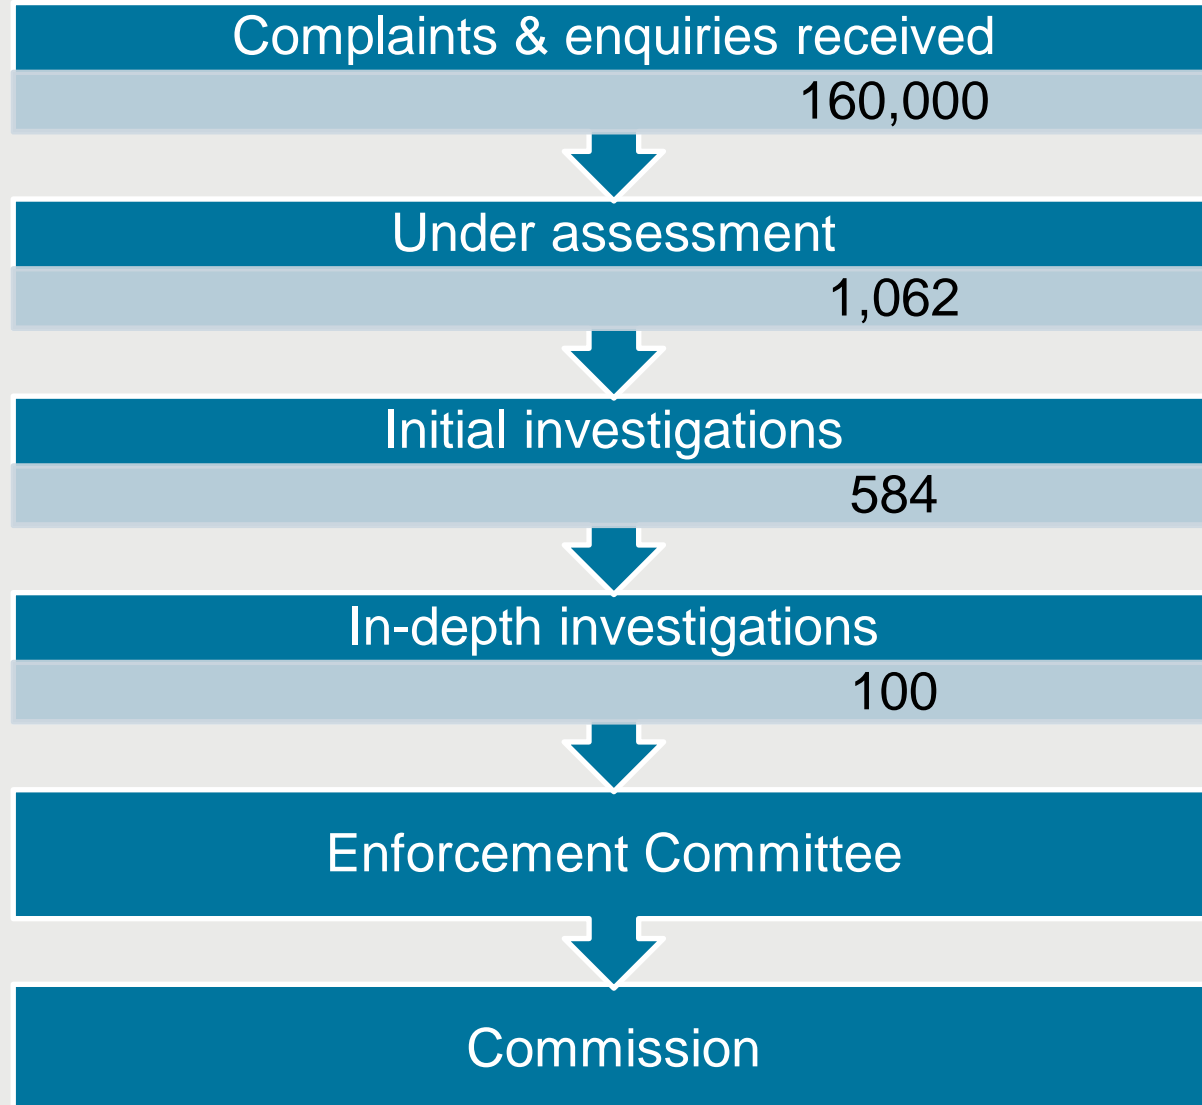 Complaints & enquiries received
160,000
Under assessment
1,062
Initial investigations
584
In-depth investigations
100
Enforcement Committee
Commission